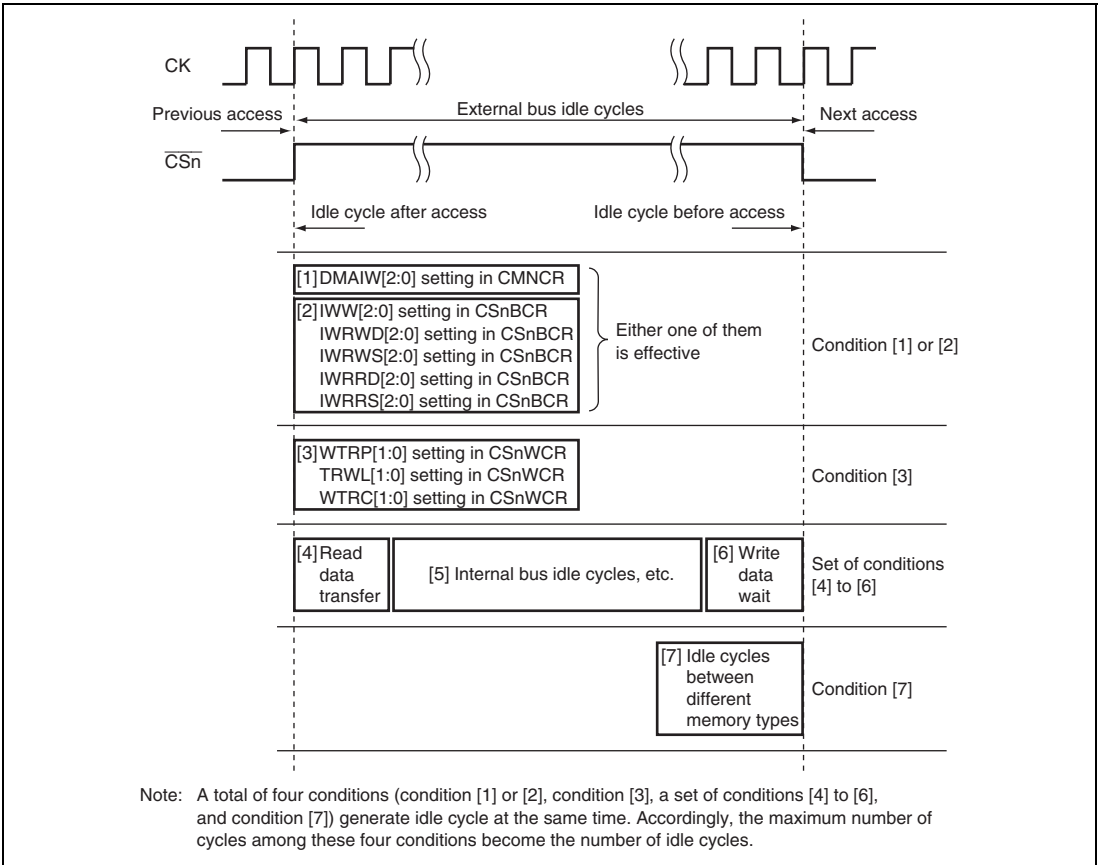 CK
Previous access
External bus idle cycles
Next access
CSn
Idle cycle after access
Idle cycle before access
[1]DMAIW[2:0] setting in CMNCR
[2]IWW[2:0] setting in CSnBCR
IWRWD[2:0] setting in CSnBCR
IWRWS[2:0] setting in CSnBCR
IWRRD[2:0] setting in CSnBCR
IWRRS[2:0] setting in CSnBCR
Either one of them
is effective
Condition [1] or [2]
[3]WTRP[1:0] setting in CSnWCR
TRWL[1:0] setting in CSnWCR
WTRC[1:0] setting in CSnWCR
Condition [3]
[4]Read
data
transfer
[5] Internal bus idle cycles, etc.
[6] Write
data
wait
Set of conditions
[4] to [6]
[7] Idle cycles
between
different
memory types
Condition [7]
Note: A total of four conditions (condition [1] or [2], condition [3], a set of conditions [4] to [6],
and condition [7]) generate idle cycle at the same time. Accordingly, the maximum number of
cycles among these four conditions become the number of idle cycles.